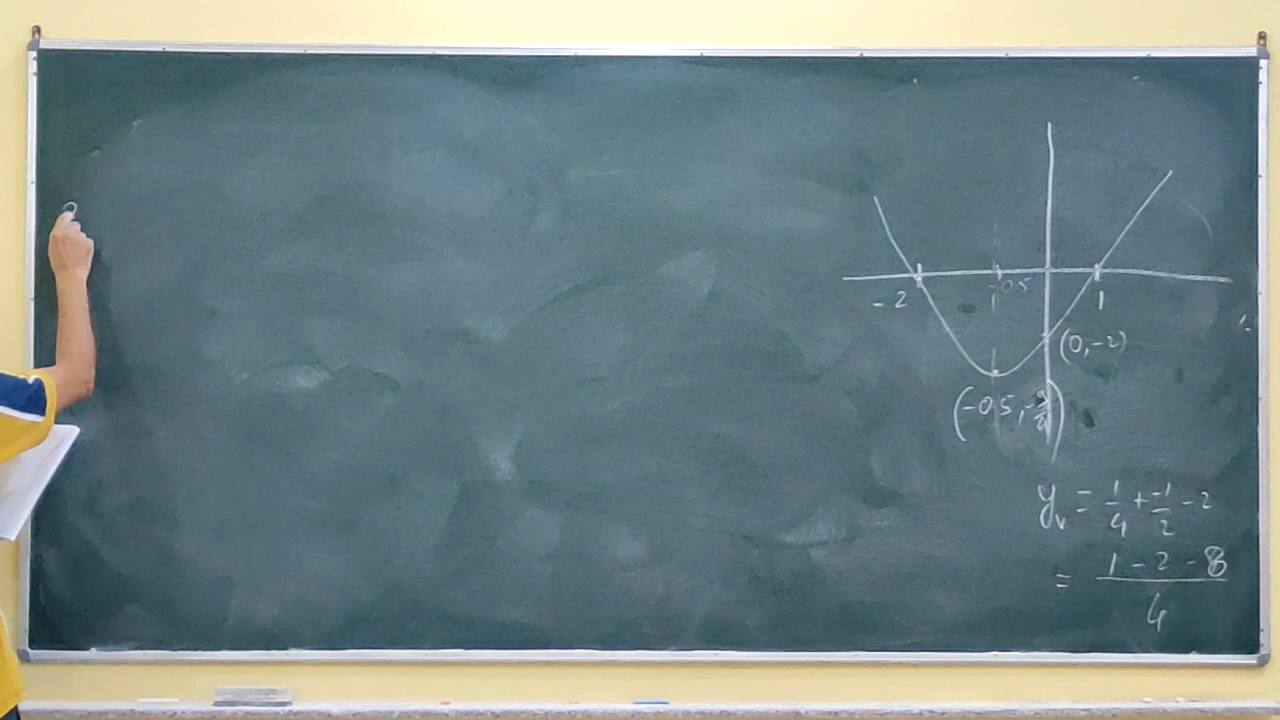 -2
-0.5
1
(0,-2)
(-0.5, -9/4)
y_v = 1/4 + -1/2 - 2
= (1 - 2 - 8)/4